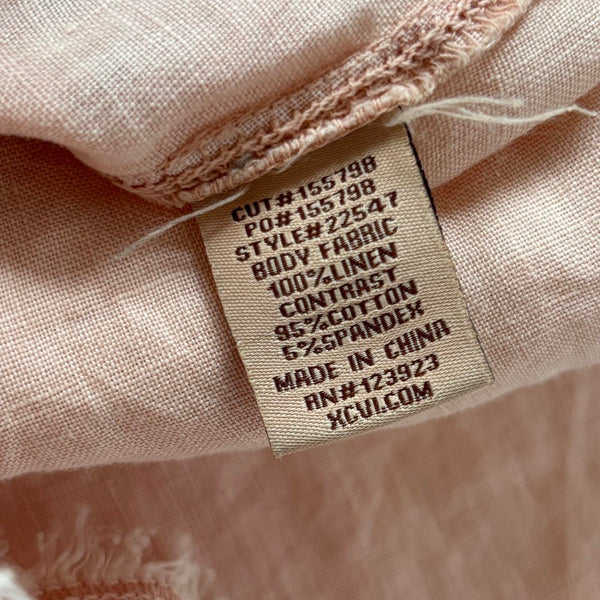 CUT#155798
PO#155798
STYLE#22547
BODY FABRIC
100%LINEN
CONTRAST
95%COTTON
5%SPANDEX
MADE IN CHINA
RN#123923
XCVI.COM